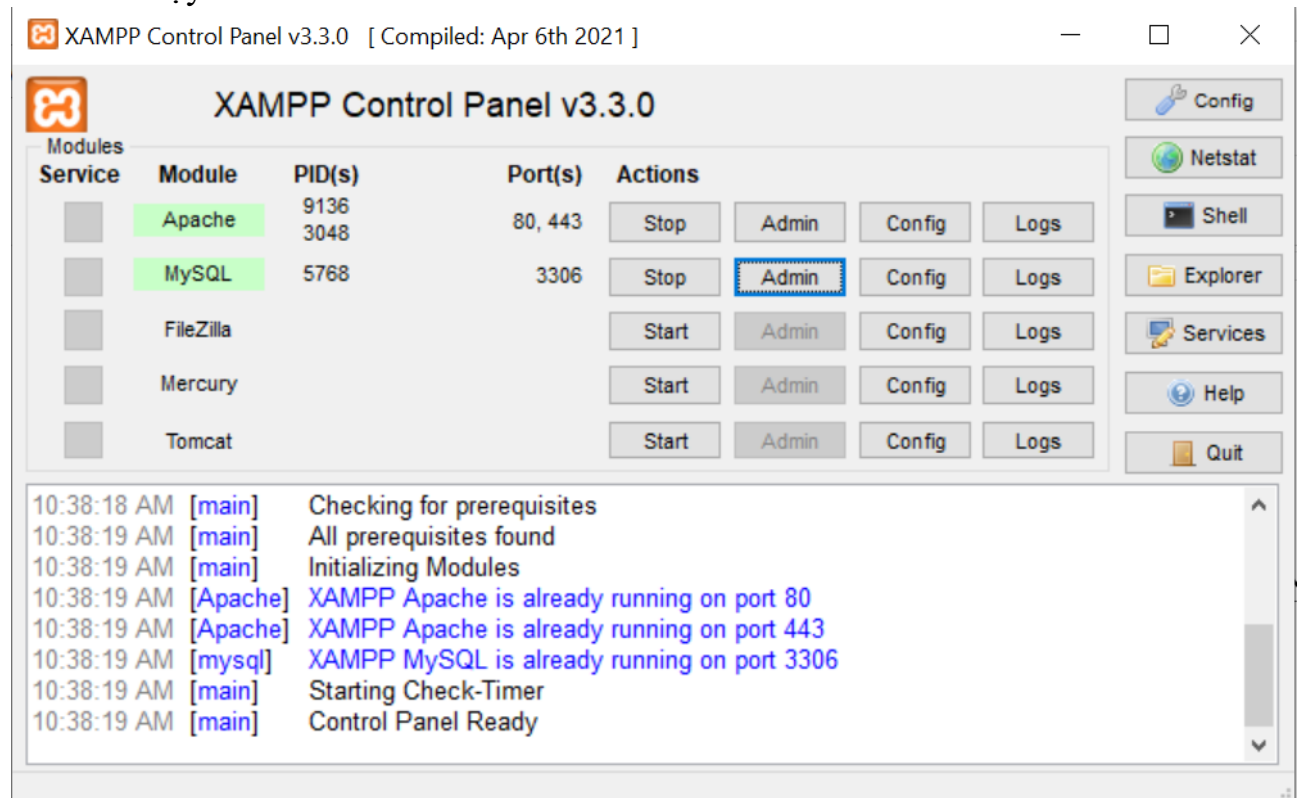 XAMPP Control Panel v3.3.0 [ Compiled: Apr 6th 2021 ]
XAMPP Control Panel v3.3.0
Config
Modules
Netstat
Service Module PID(s) Port(s) Actions
Apache 9136 3048 80, 443 Stop Admin Config Logs
Shell
MySQL 5768 3306 Stop Admin Config Logs
Explorer
FileZilla Start Admin Config Logs
Services
Mercury Start Admin Config Logs
Help
Tomcat Start Admin Config Logs
Quit
10:38:18 AM [main] Checking for prerequisites
10:38:19 AM [main] All prerequisites found
10:38:19 AM [main] Initializing Modules
10:38:19 AM [Apache] XAMPP Apache is already running on port 80
10:38:19 AM [Apache] XAMPP Apache is already running on port 443
10:38:19 AM [mysql] XAMPP MySQL is already running on port 3306
10:38:19 AM [main] Starting Check-Timer
10:38:19 AM [main] Control Panel Ready